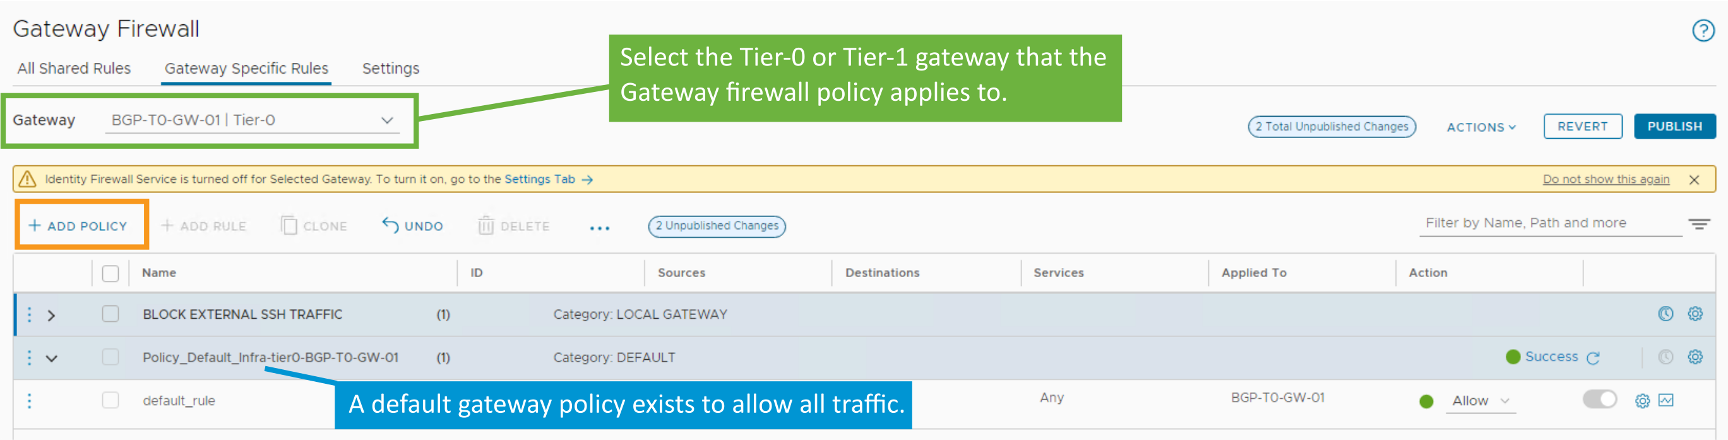 Gateway Firewall
All Shared Rules Gateway Specific Rules Settings
Select the Tier-0 or Tier-1 gateway that the
Gateway firewall policy applies to.
Gateway BGP-T0-GW-01 | Tier-0
2 Total Unpublished Changes ACTIONS REVERT PUBLISH
Identity Firewall Service is turned off for Selected Gateway. To turn it on, go to the Settings Tab → Do not show this again
+ ADD POLICY + ADD RULE CLONE UNDO DELETE ... 2 Unpublished Changes Filter by Name, Path and more
Name ID Sources Destinations Services Applied To Action
BLOCK EXTERNAL SSH TRAFFIC (1) Category: LOCAL GATEWAY
Policy_Default_Infra-tier0-BGP-T0-GW-01 (1) Category: DEFAULT Success
default_rule Any BGP-T0-GW-01 Allow
A default gateway policy exists to allow all traffic.